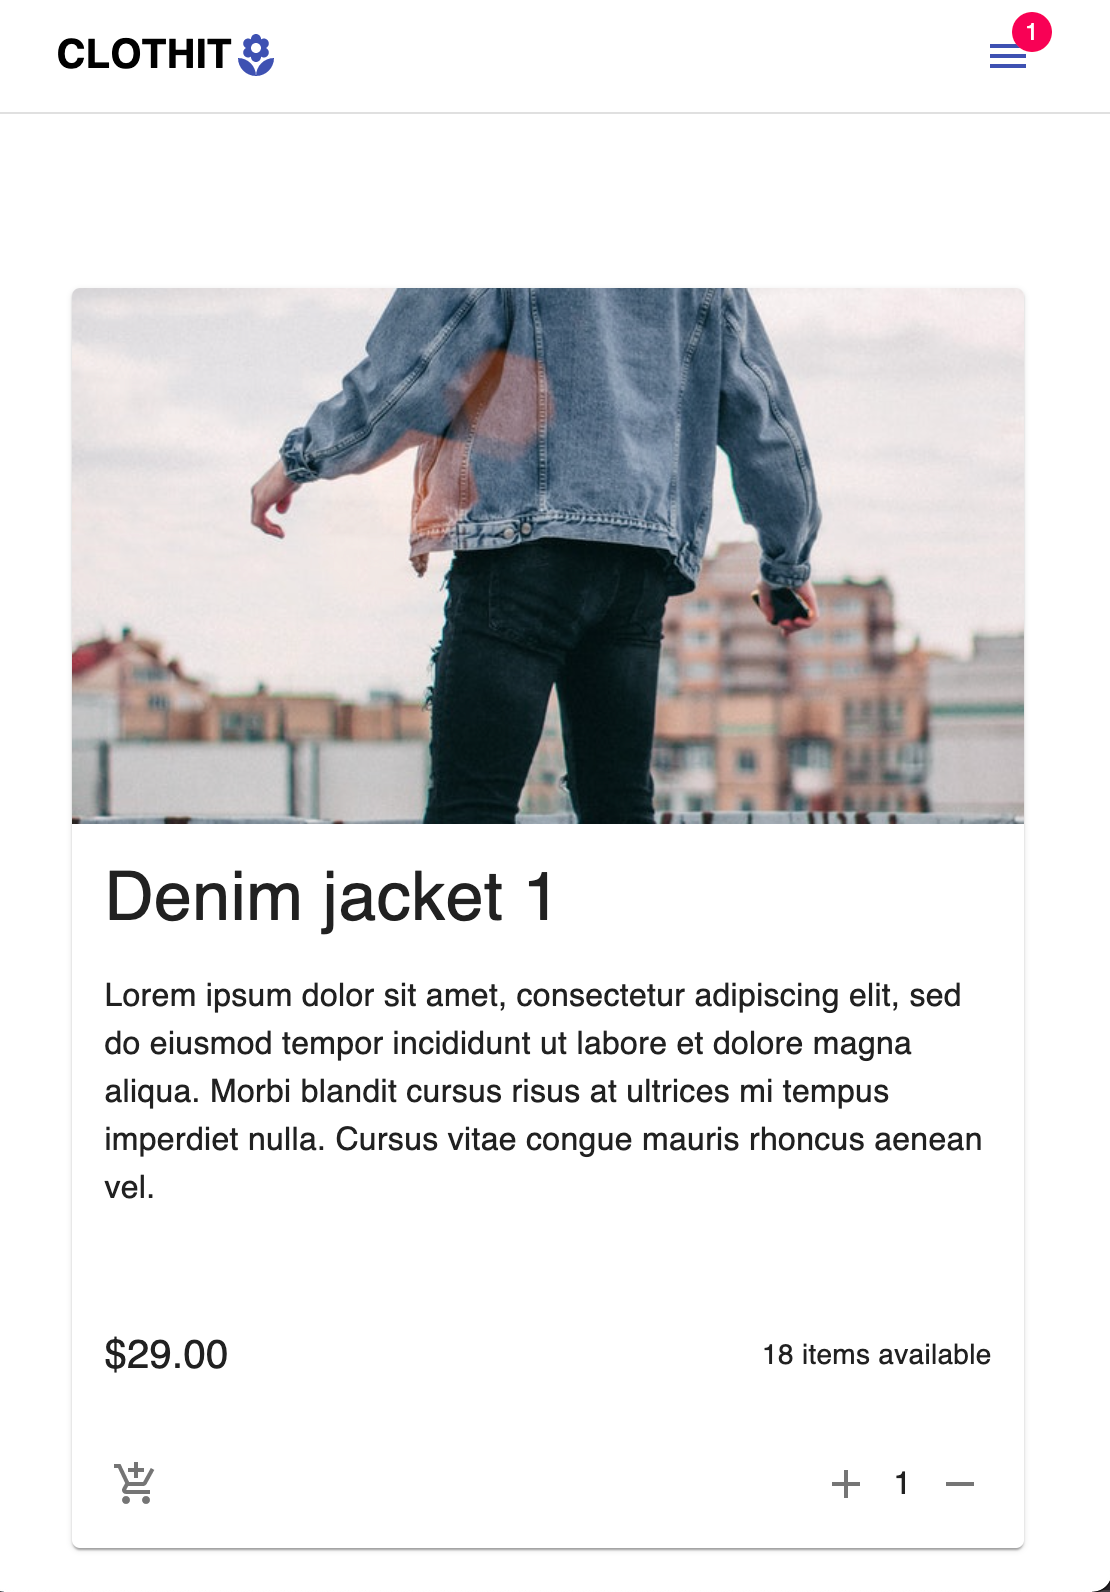 CLOTHIT
1
Denim jacket 1
Lorem ipsum dolor sit amet, consectetur adipiscing elit, sed
do eiusmod tempor incididunt ut labore et dolore magna
aliqua. Morbi blandit cursus risus at ultrices mi tempus
imperdiet nulla. Cursus vitae congue mauris rhoncus aenean
vel.
$29.00
18 items available
1